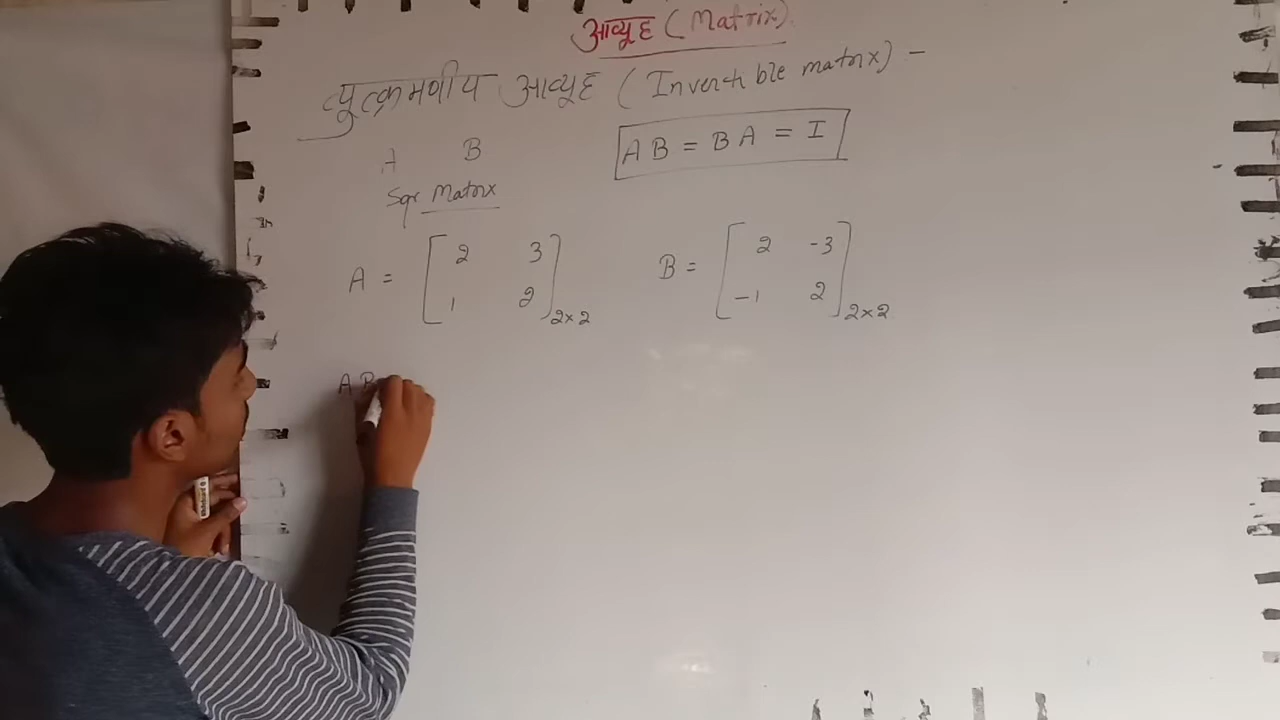 आव्यूह (Matrix)
व्युत्क्रमणीय आव्यूह (Invertible matrix) -
A B AB = BA = I
Sqr Matrix
A = [2 3
1 2]2×2
B = [2 -3
-1 2]2×2
A B